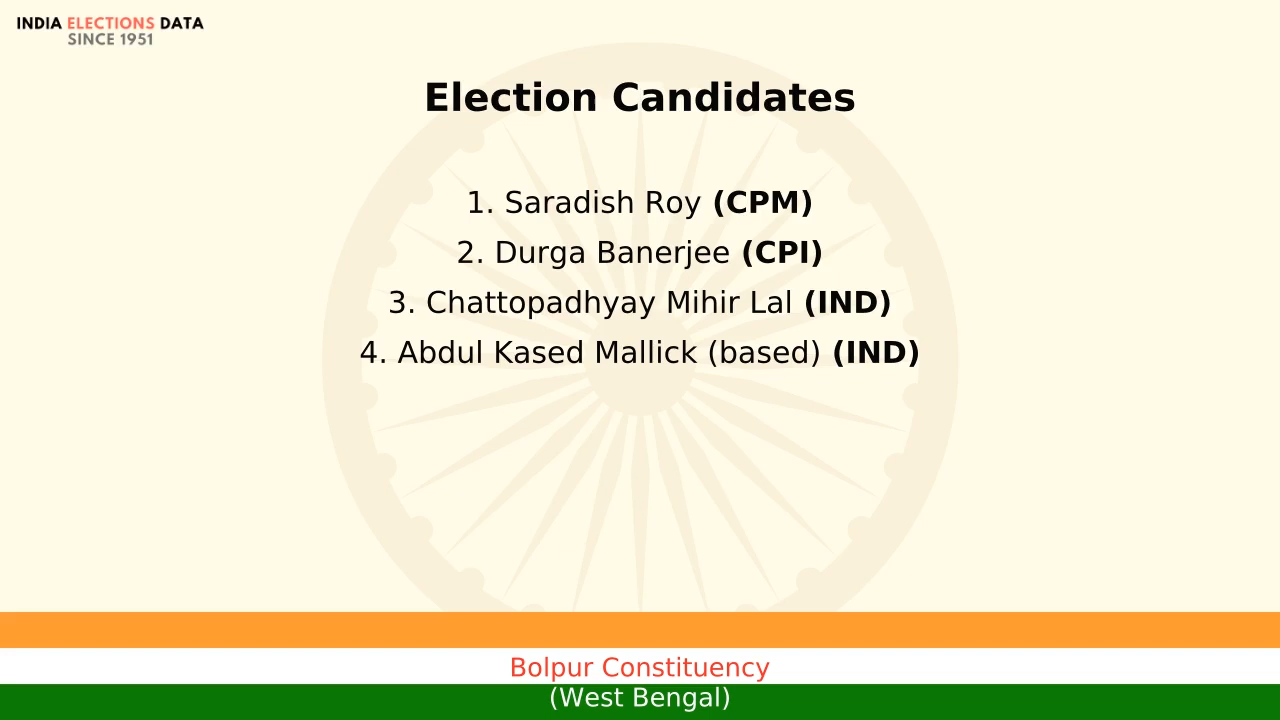 INDIA ELECTIONS DATA
SINCE 1951
Election Candidates
1. Saradish Roy (CPM)
2. Durga Banerjee (CPI)
3. Chattopadhyay Mihir Lal (IND)
4. Abdul Kased Mallick (based) (IND)
Bolpur Constituency
(West Bengal)